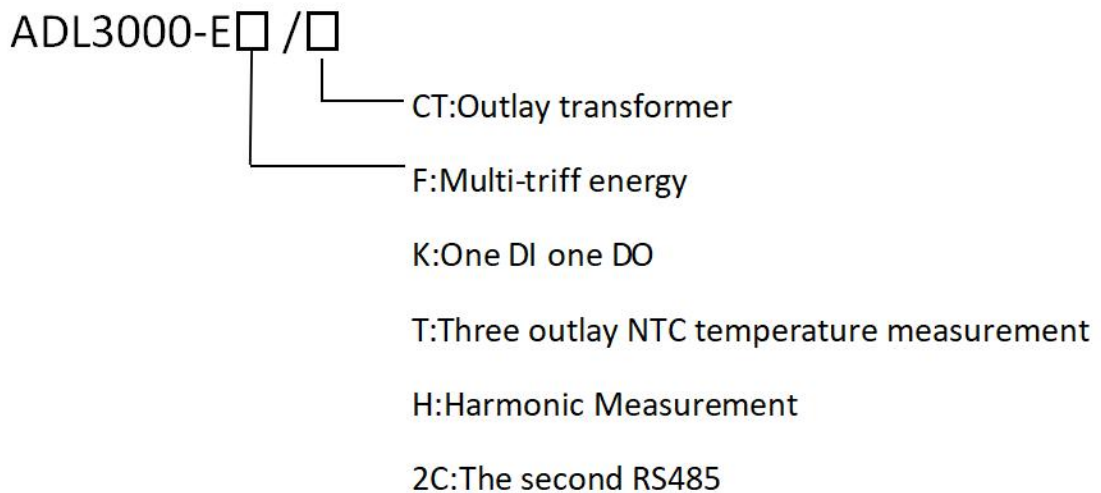 ADL3000-E□ /□
CT:Outlay transformer
F:Multi-triff energy
K:One DI one DO
T:Three outlay NTC temperature measurement
H:Harmonic Measurement
2C:The second RS485